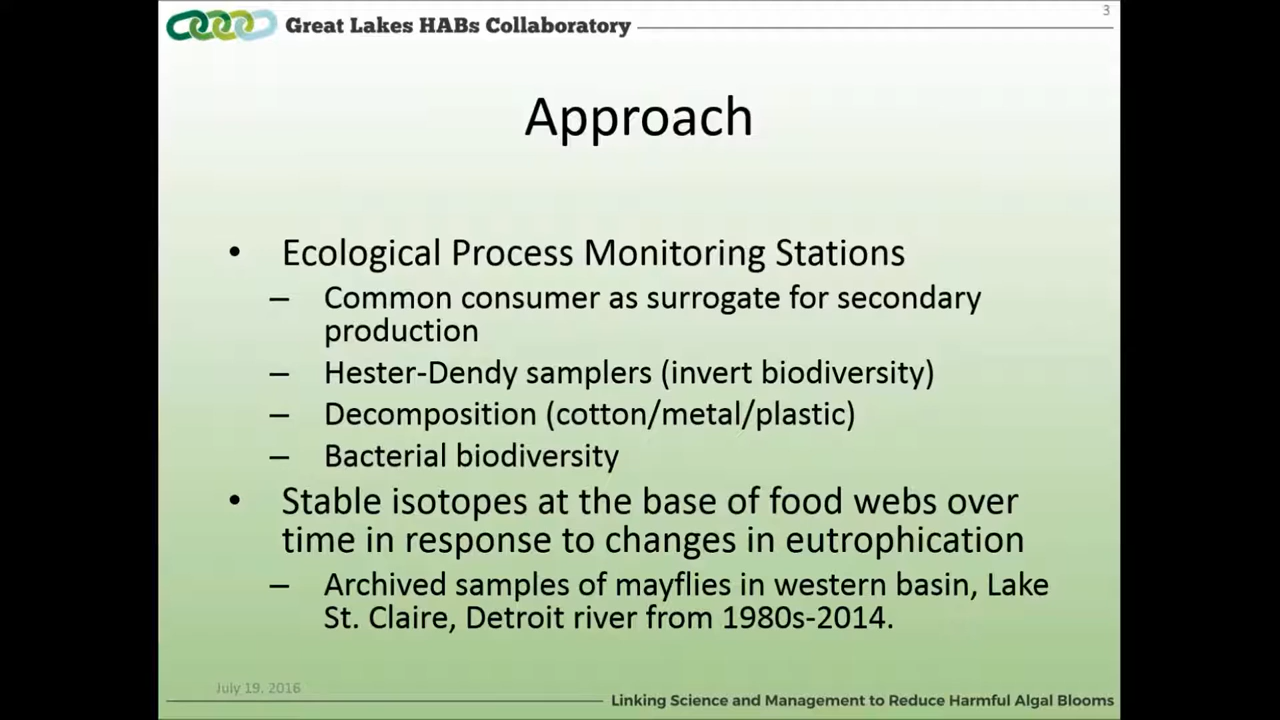 Great Lakes HABs Collaboratory
3
Approach
• Ecological Process Monitoring Stations
– Common consumer as surrogate for secondary
production
– Hester-Dendy samplers (invert biodiversity)
– Decomposition (cotton/metal/plastic)
– Bacterial biodiversity
• Stable isotopes at the base of food webs over
time in response to changes in eutrophication
– Archived samples of mayflies in western basin, Lake
St. Claire, Detroit river from 1980s-2014.
July 19, 2016
Linking Science and Management to Reduce Harmful Algal Blooms